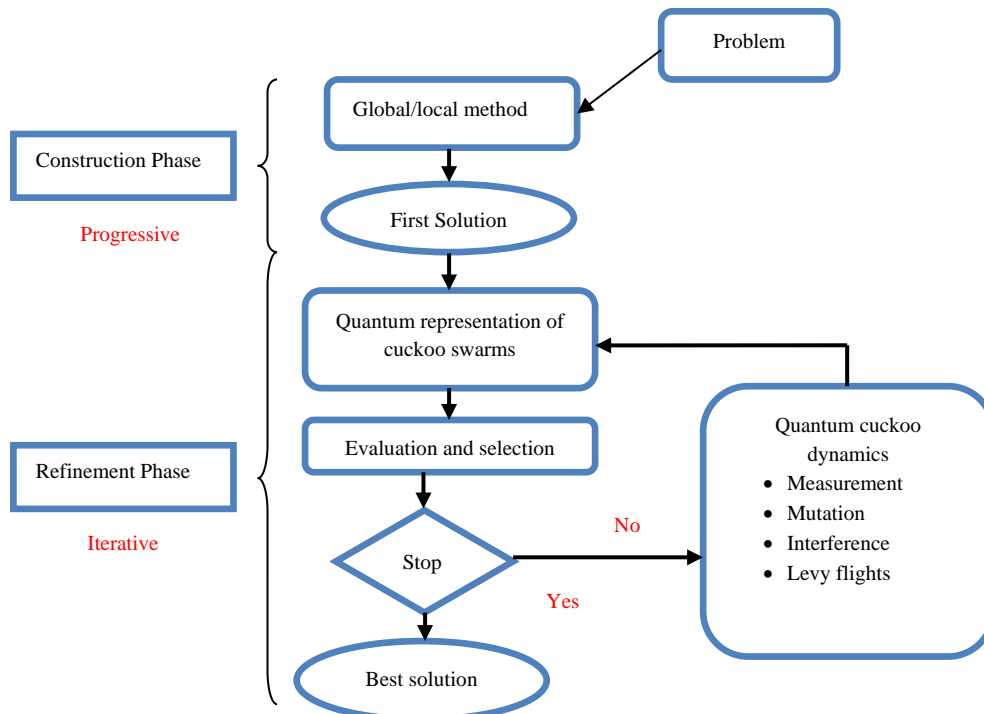 Problem
Global/local method
Construction Phase
Progressive
First Solution
Quantum representation of
cuckoo swarms
Evaluation and selection
Refinement Phase
Iterative
Stop
No
Yes
Quantum cuckoo
dynamics
• Measurement
• Mutation
• Interference
• Levy flights
Best solution